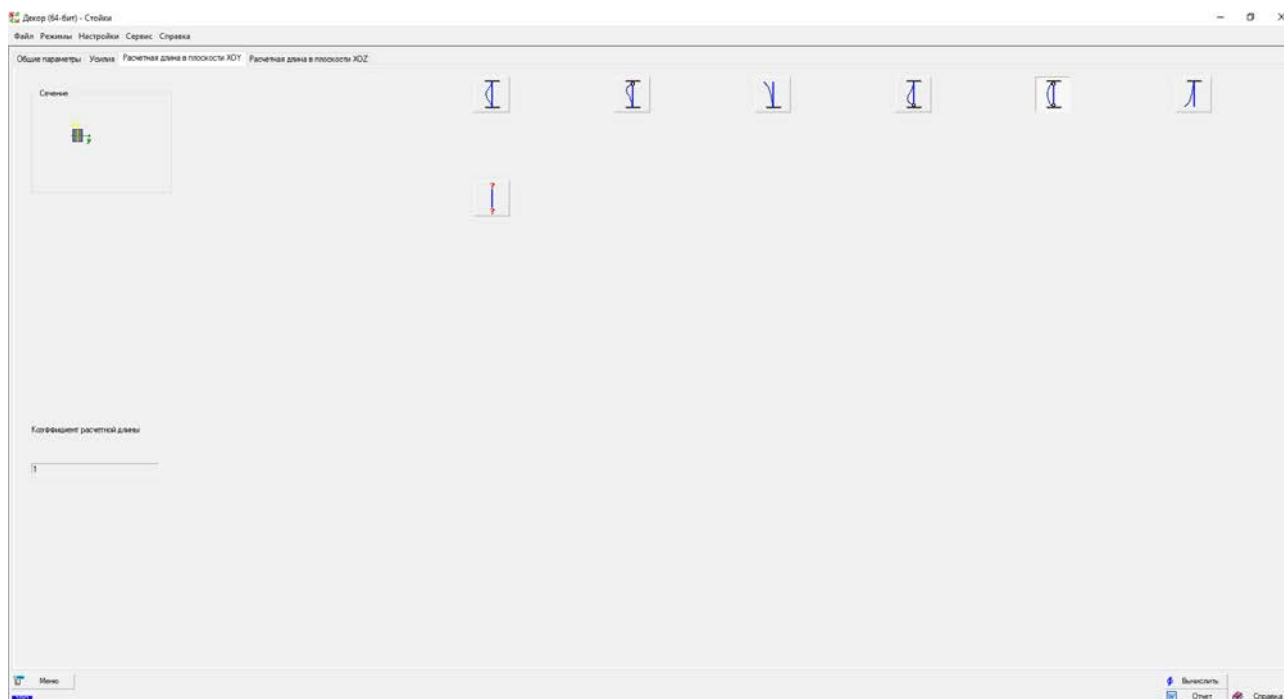 Декор (64-бит) - Стойки
Файл Режимы Настройки Сервис Справка
Общие параметры Усилия Расчетная длина в плоскости XOY Расчетная длина в плоскости XOZ
Сечение
?
?
Коэффициент расчетной длины
1
Меню
Вычислить
Отчет Справка